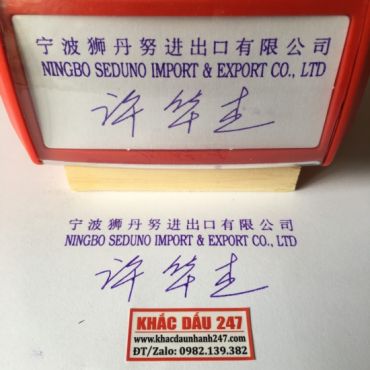 宁波狮丹努进出口有限公司
NINGBO SEDUNO IMPORT & EXPORT CO., LTD
宁波狮丹努进出口有限公司
NINGBO SEDUNO IMPORT & EXPORT CO., LTD
KHẮC DẤU 247
www.khacdaunhanh247.com
ĐT/Zalo: 0982.139.382